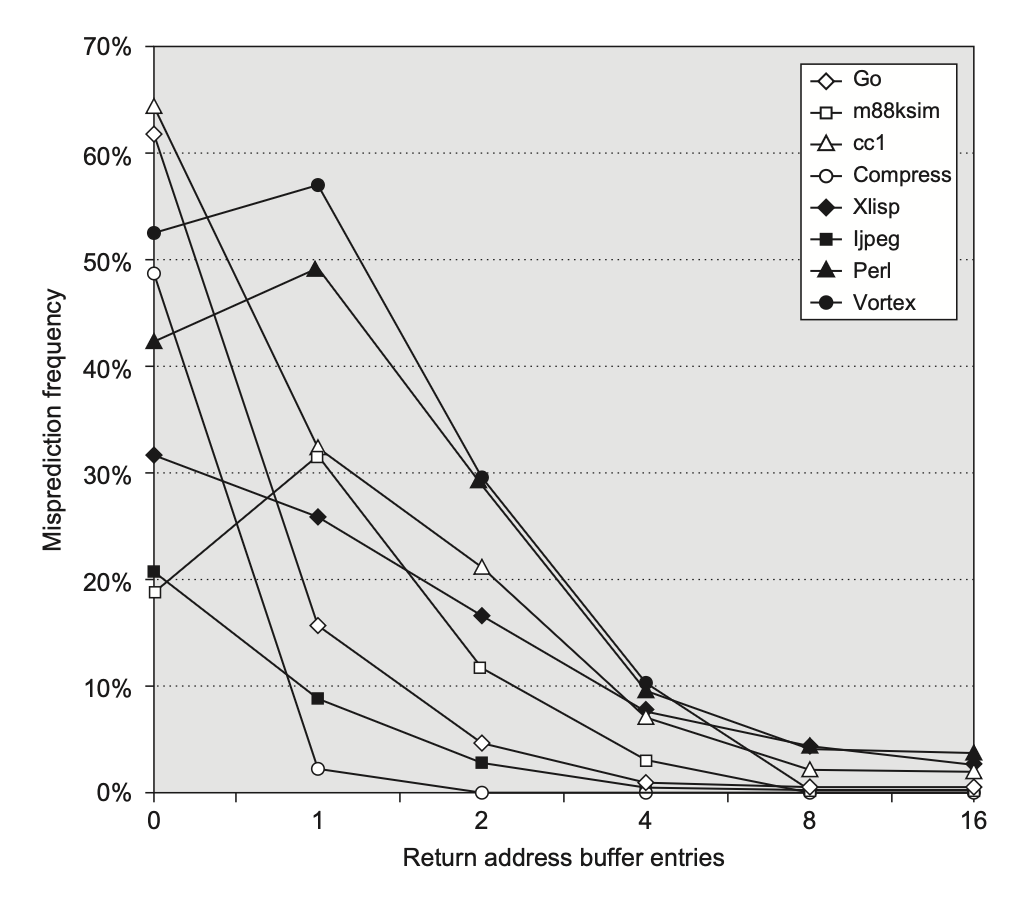 70%
60%
50%
40%
30%
20%
10%
0%
Misprediction frequency
Go
m88ksim
cc1
Compress
Xlisp
Ijpeg
Perl
Vortex
0 1 2 4 8 16
Return address buffer entries